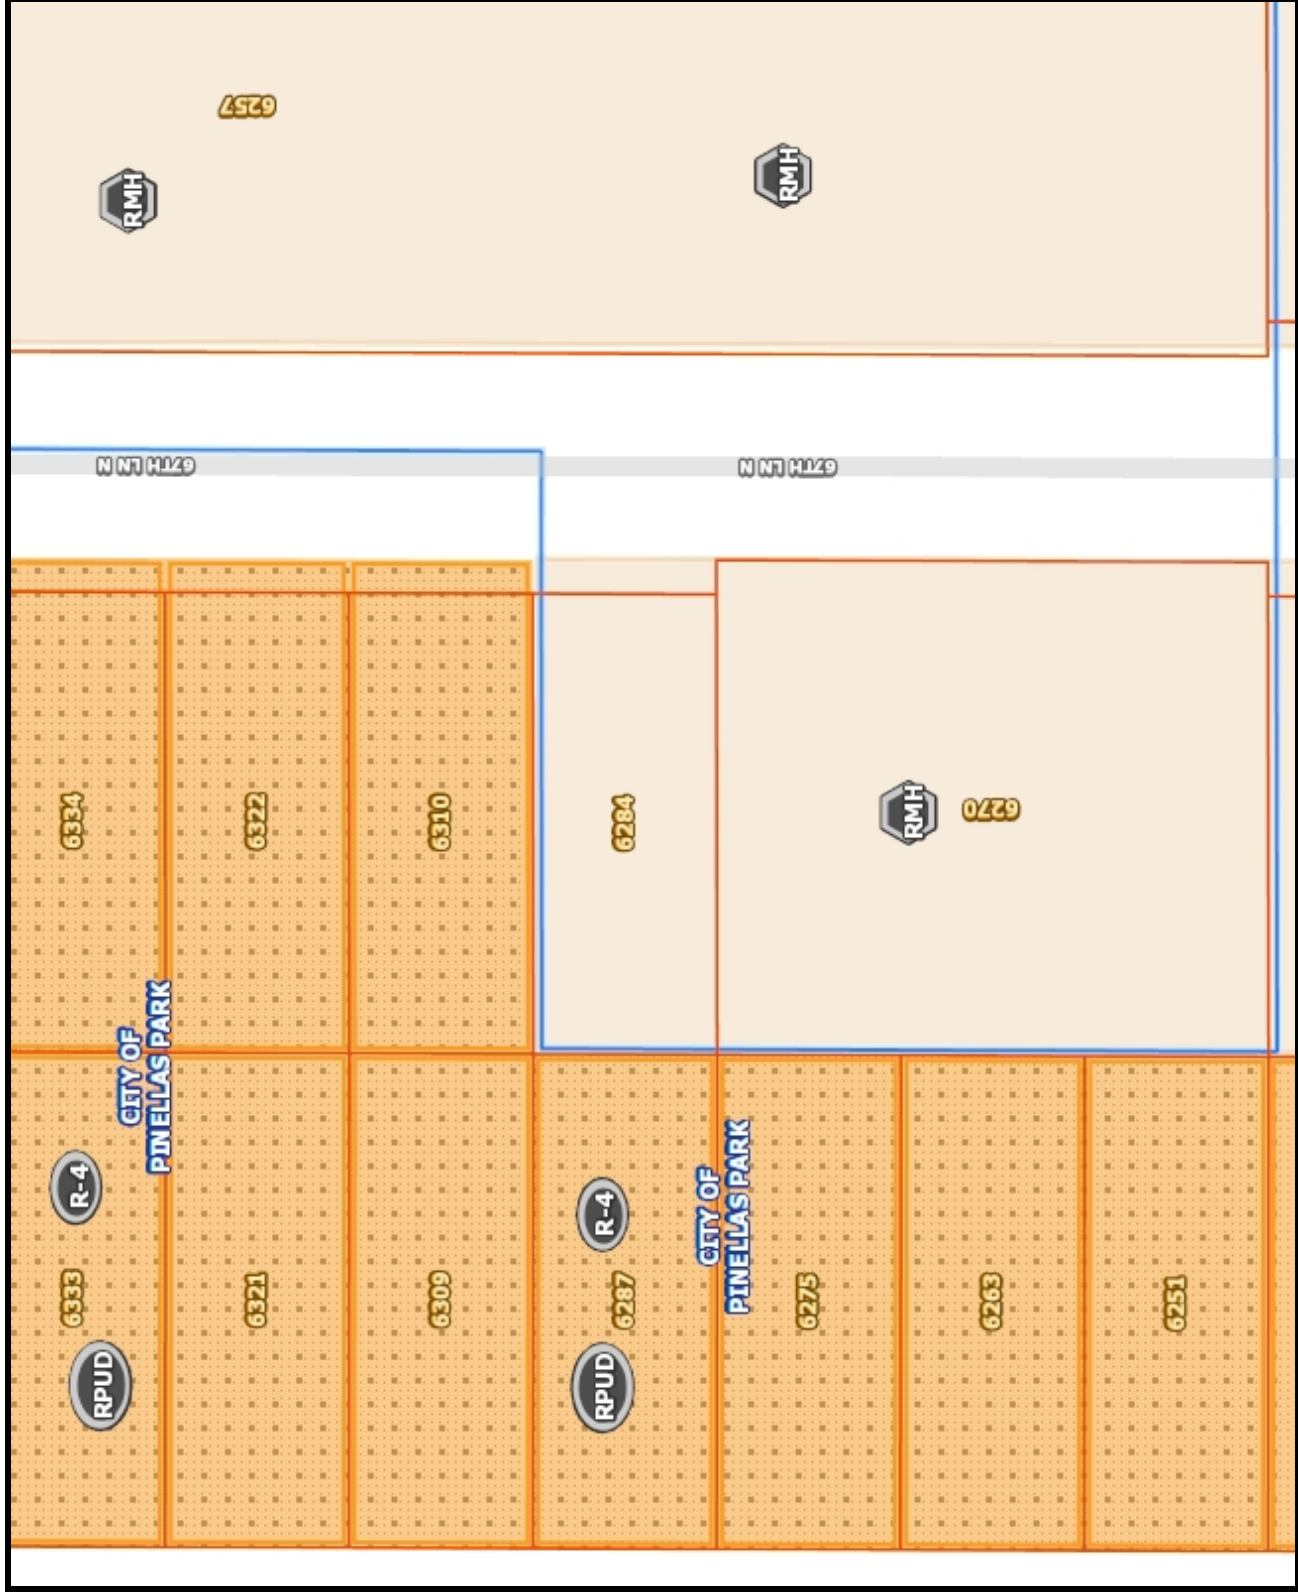 6257
RMH
RMH
67TH LN N
67TH LN N
6334
6322
6310
6284
RMH
6270
CITY OF
PINELLAS PARK
R-4
6333
RPUD
6321
6309
R-4
6287
RPUD
CITY OF
PINELLAS PARK
6275
6263
6251